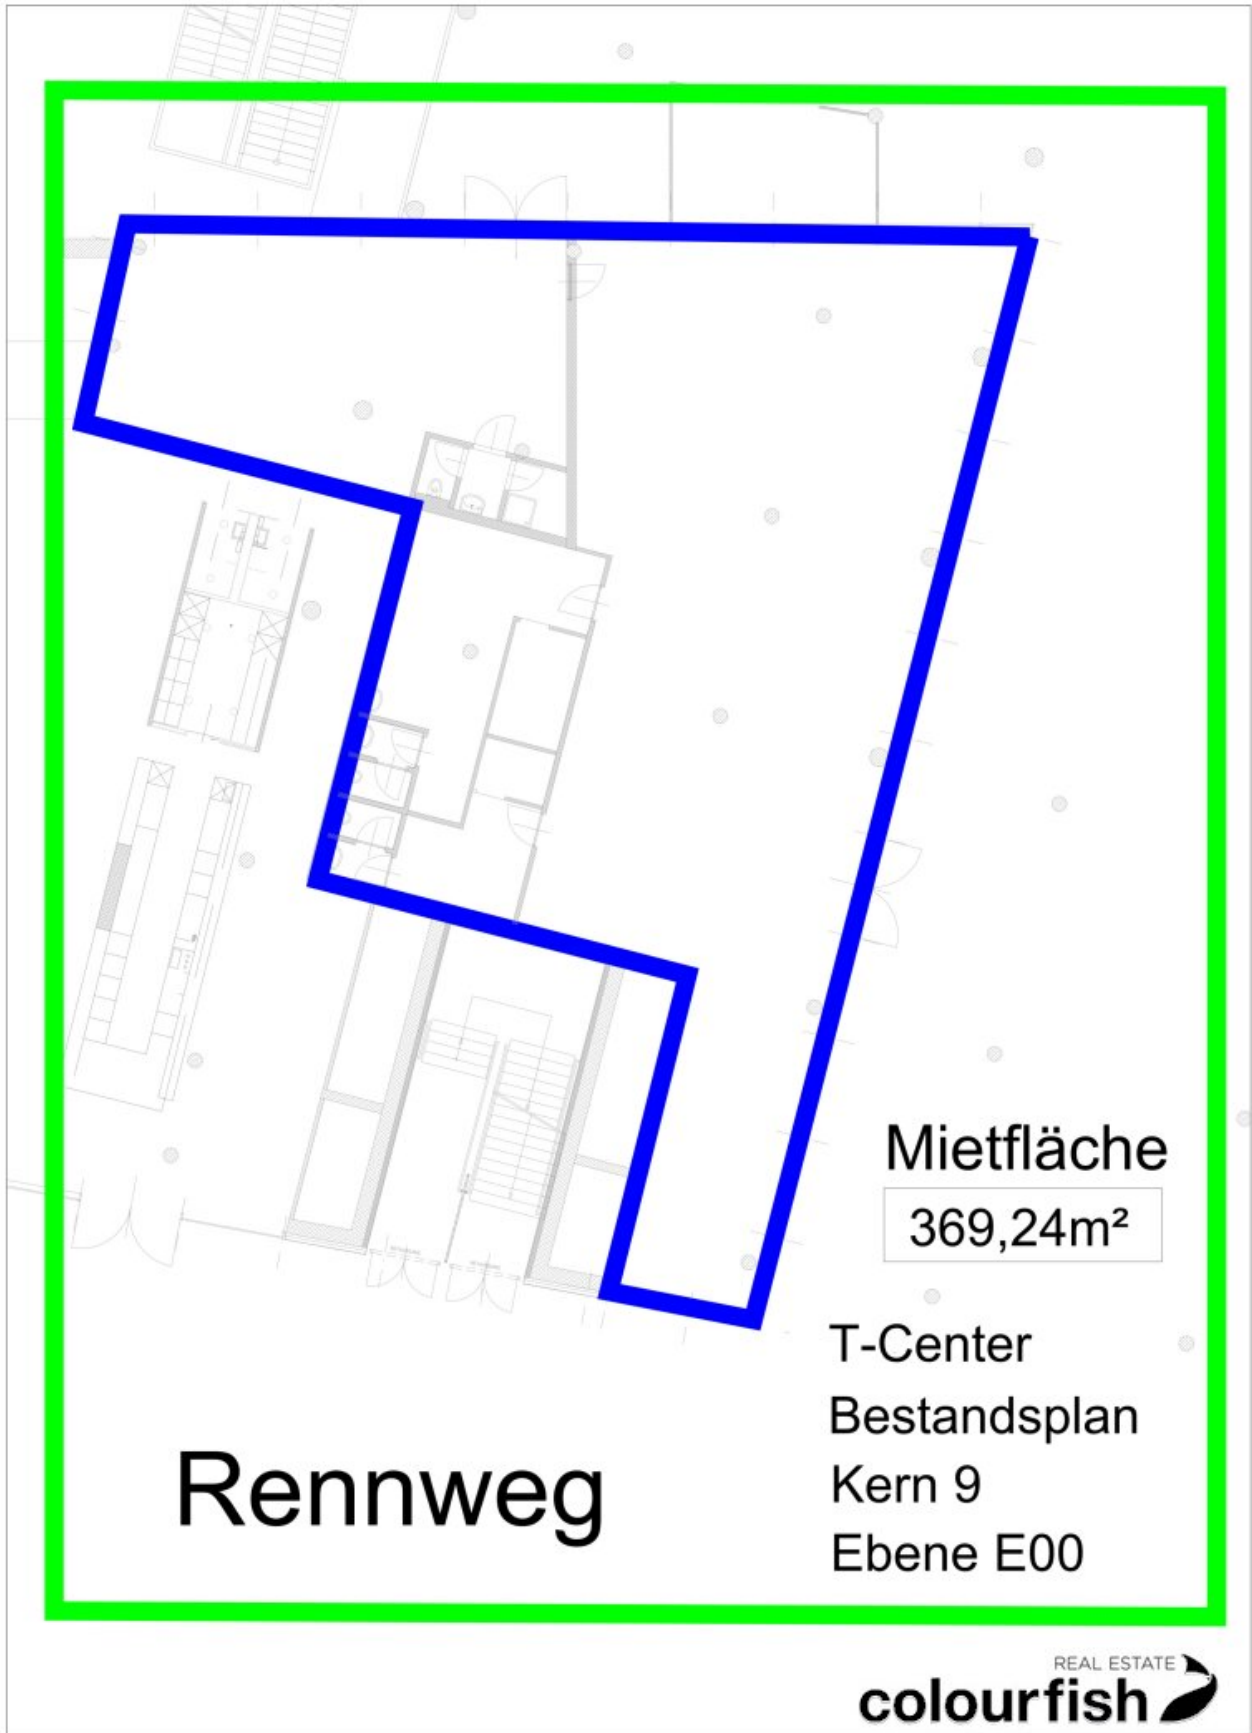 Mietfläche
369,24m²
T-Center
Bestandsplan
Kern 9
Ebene E00
Rennweg
REAL ESTATE
colourfish